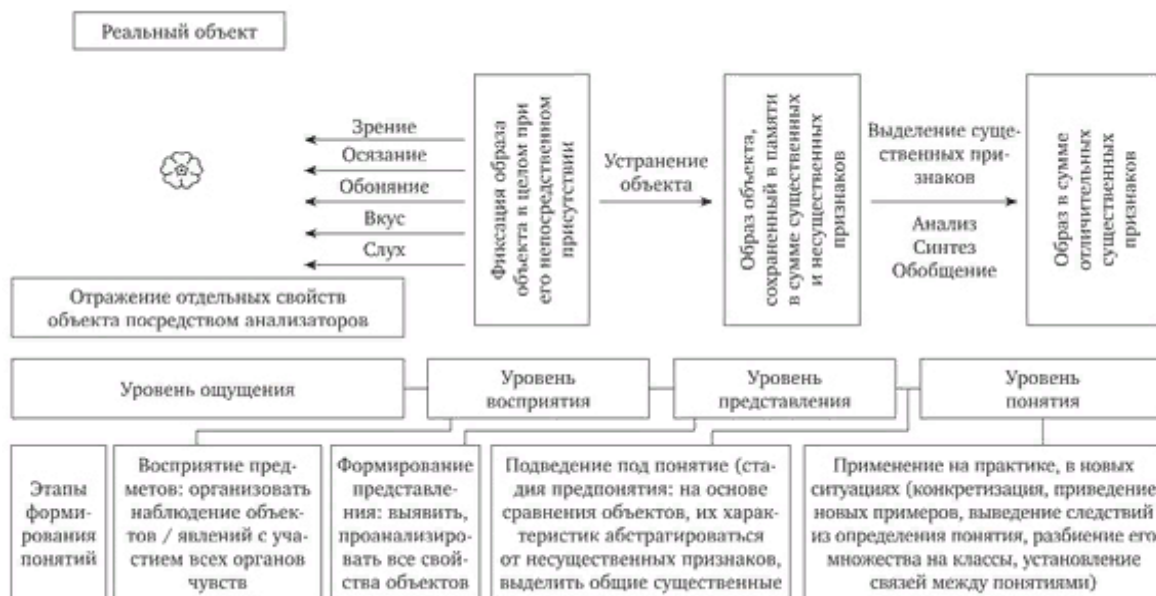 Реальный объект
Зрение
Осязание
Обоняние
Вкус
Слух
Отражение отдельных свойств
объекта посредством анализаторов
Фиксация образа
объекта в целом при
его непосредственном
присутствии
Устранение
объекта
Образ объекта,
сохраненный в памяти
в сумме существенных
и несущественных
признаков
Выделение суще-
ственных при-
знаков
Анализ
Синтез
Обобщение
Образ в сумме
отличительных
существенных
признаков
Уровень ощущения
Уровень
восприятия
Уровень
представления
Уровень
понятия
Этапы
форми-
рования
понятий
Восприятие пред-
метов: организовать
наблюдение объек-
тов / явлений с уча-
стием всех органов
чувств
Формирование
представле-
ния: выявить,
проанализиро-
вать все свой-
ства объектов
Подведение под понятие (ста-
дия предпонятия: на основе
сравнения объектов, их харак-
теристик абстрагироваться
от несущественных признаков,
выделить общие существенные
Применение на практике, в новых
ситуациях (конкретизация, приведение
новых примеров, выведение следствий
из определения понятия, разбиение его
множества на классы, установление
связей между понятиями)